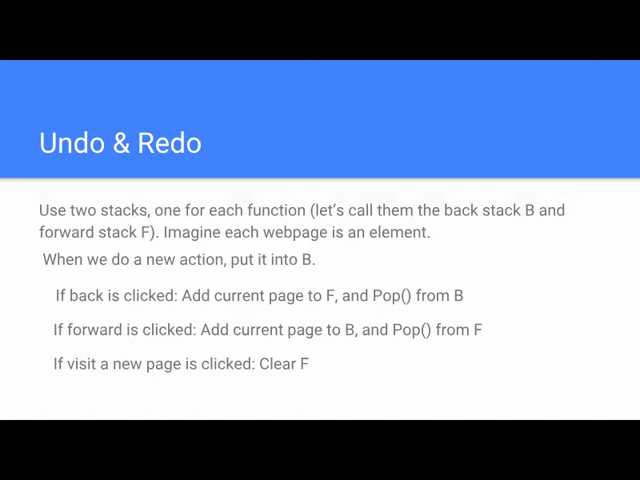 Undo & Redo
Use two stacks, one for each function (let's call them the back stack B and
forward stack F). Imagine each webpage is an element.
When we do a new action, put it into B.
If back is clicked: Add current page to F, and Pop() from B
If forward is clicked: Add current page to B, and Pop() from F
If visit a new page is clicked: Clear F